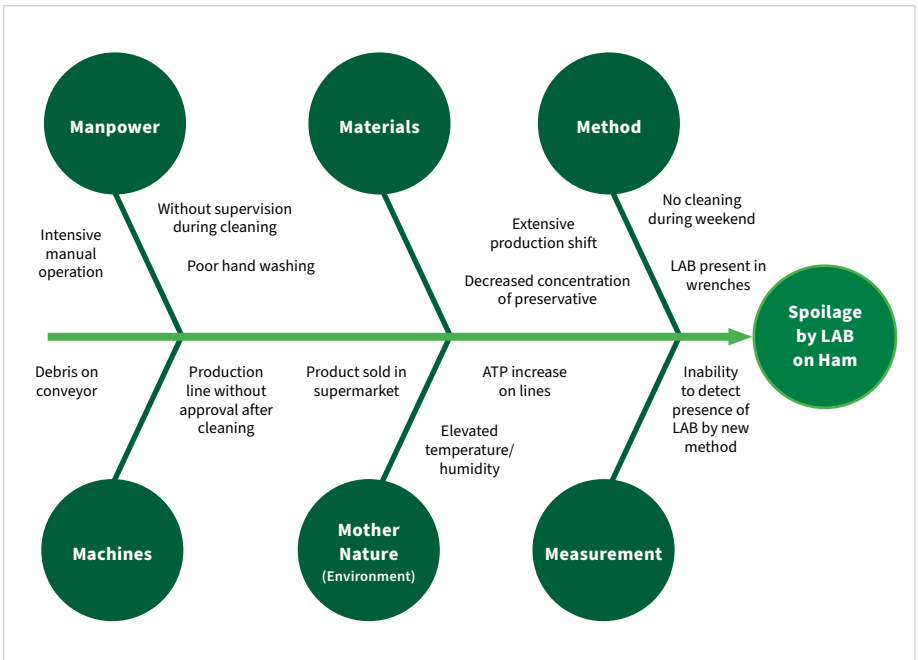 Manpower
Materials
Method
Intensive
manual
operation
Without supervision
during cleaning
Poor hand washing
Extensive
production shift
Decreased concentration
of preservative
No cleaning
during weekend
LAB present in
wrenches
Spoilage
by LAB
on Ham
Debris on
conveyor
Production
line without
approval after
cleaning
Product sold in
supermarket
Elevated
temperature/
humidity
ATP increase
on lines
Inability
to detect
presence of
LAB by new
method
Machines
Mother
Nature
(Environment)
Measurement